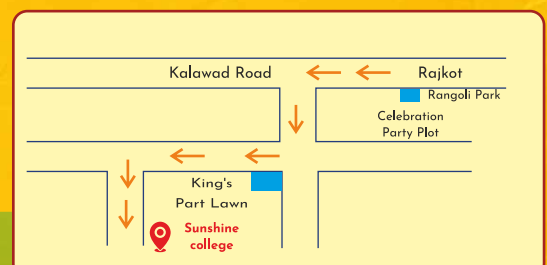 Kalawad Road
Rajkot
Rangoli Park
Celebration
Party Plot
King's
Part Lawn
Sunshine
college